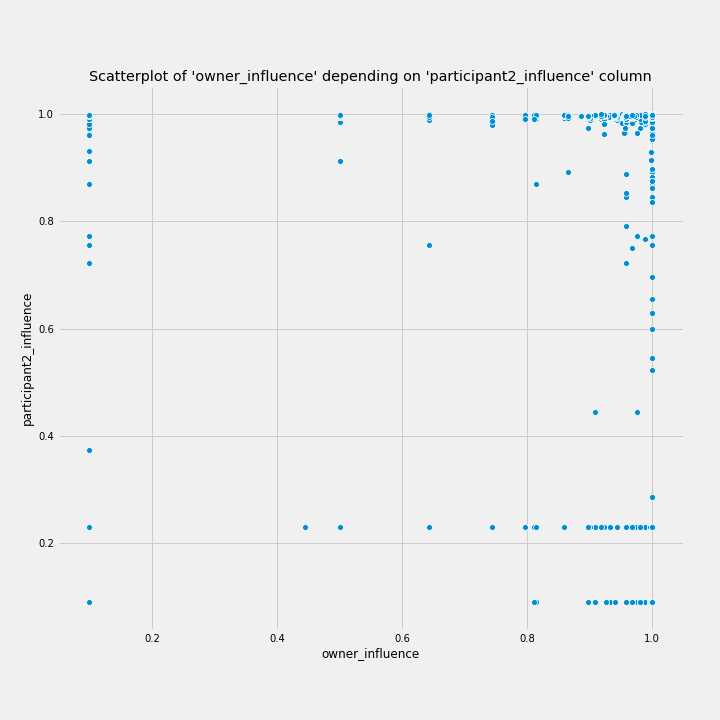 Scatterplot of 'owner_influence' depending on 'participant2_influence' column
1.0
0.8
0.6
0.4
0.2
participant2_influence
0.2 0.4 0.6 0.8 1.0
owner_influence